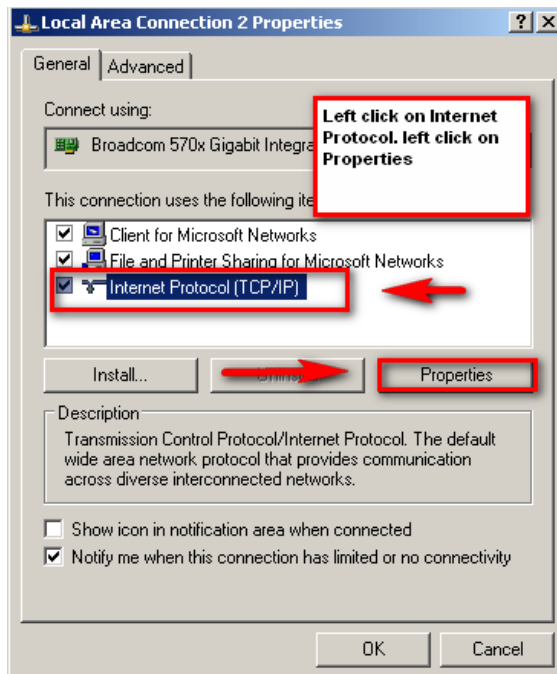 Local Area Connection 2 Properties
General
Advanced
Connect using:
Left click on Internet
Protocol. left click on
Properties
Broadcom 570x Gigabit Integra
This connection uses the following ite
Client for Microsoft Networks
File and Printer Sharing for Microsoft Networks
Internet Protocol (TCP/IP)
Install...
Properties
Description
Transmission Control Protocol/Internet Protocol. The default
wide area network protocol that provides communication
across diverse interconnected networks.
Show icon in notification area when connected
Notify me when this connection has limited or no connectivity
OK
Cancel